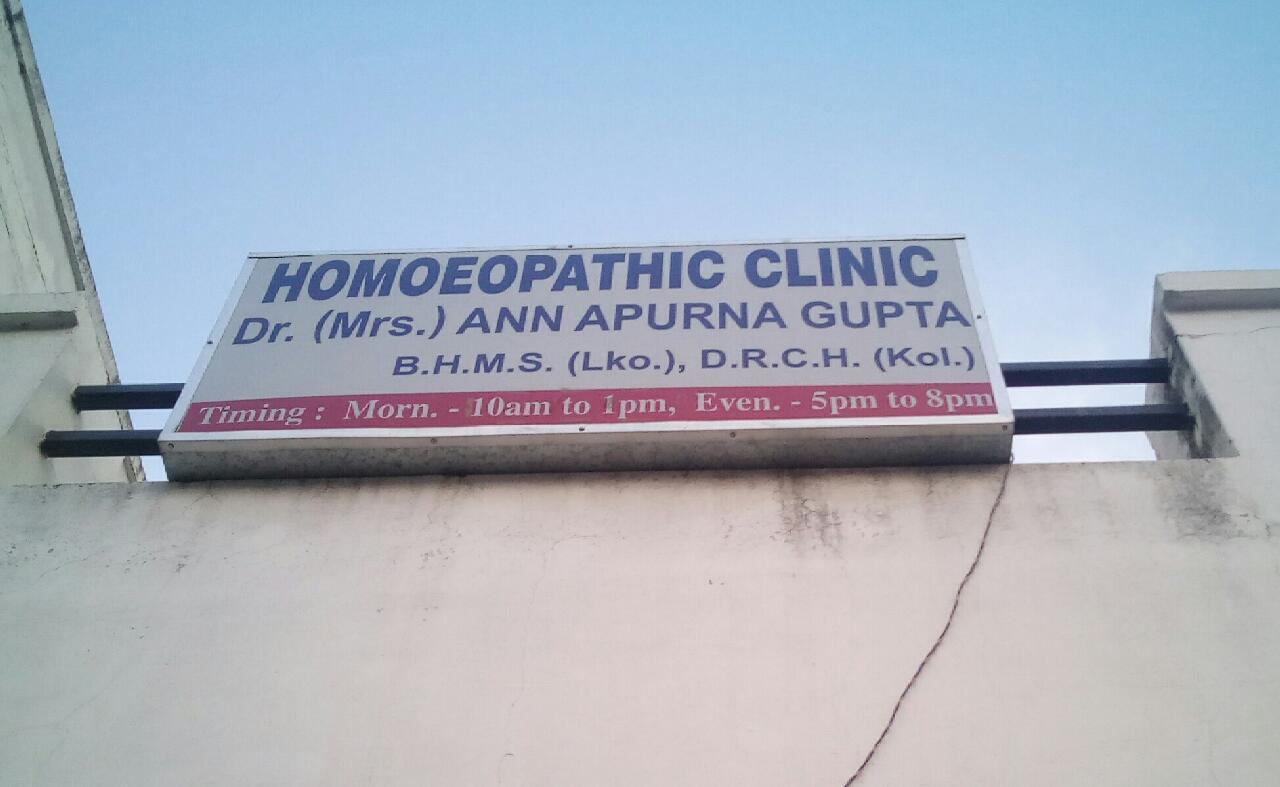 HOMOEOPATHIC CLINIC
Dr. (Mrs.) ANN APURNA GUPTA
B.H.M.S. (Lko.), D.R.C.H. (Kol.)
Timing : Morn. - 10am to 1pm, Even. - 5pm to 8pm